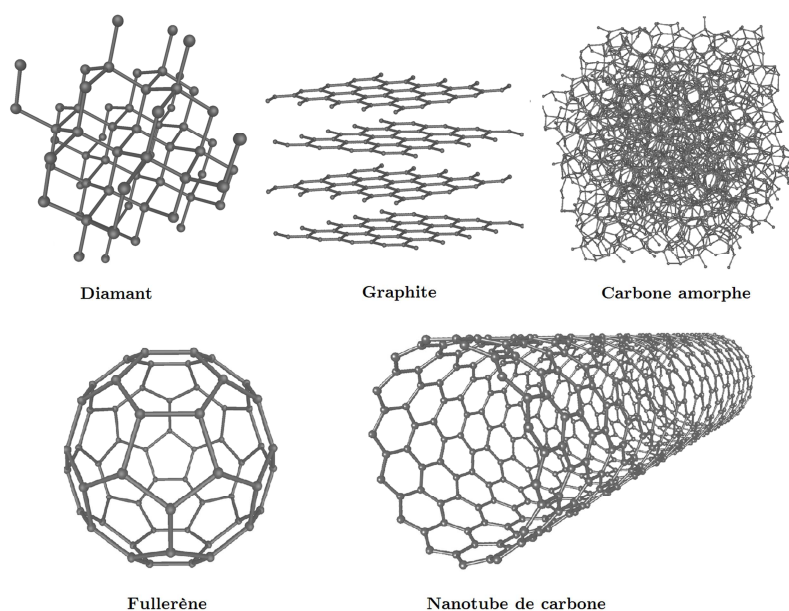 Diamant
Graphite
Carbone amorphe
Fullerène
Nanotube de carbone